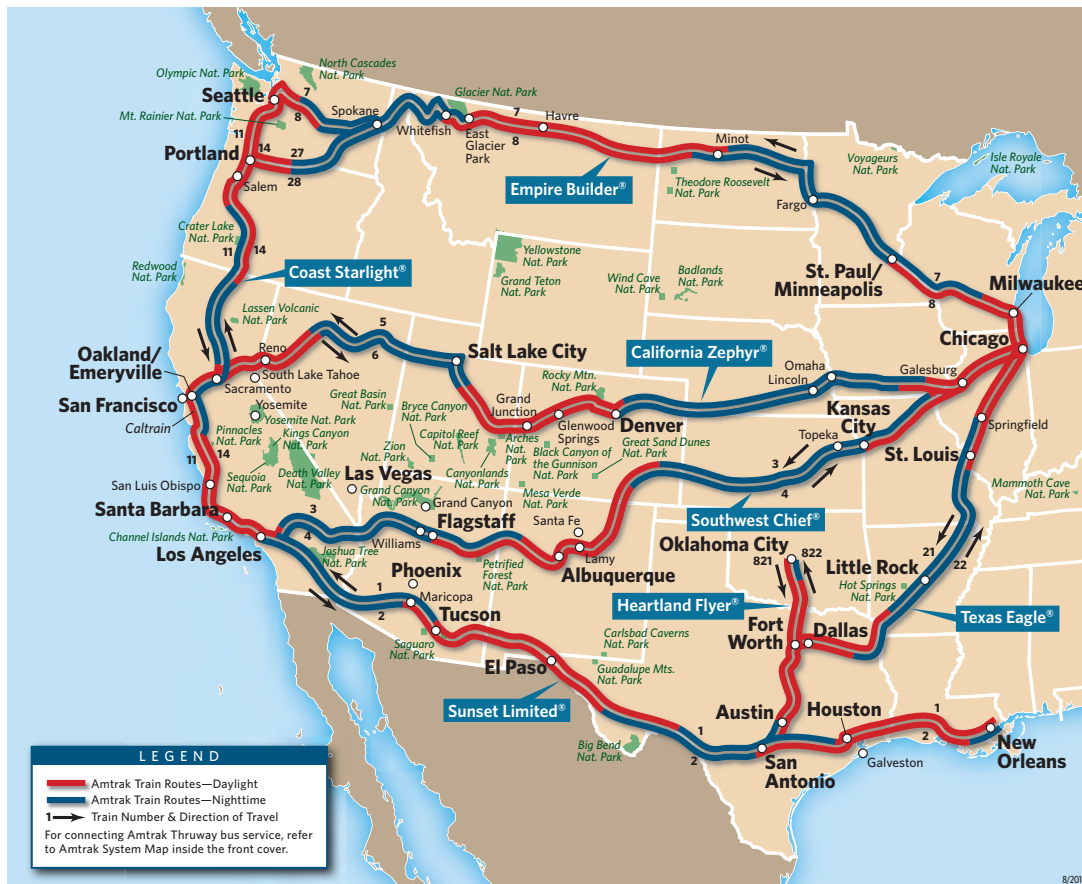 Olympic Nat. Park
North Cascades
Nat. Park
Seattle
7
8
Mt. Rainier Nat. Park
Spokane
Glacier Nat. Park
Whitefish
East
Glacier
Park
7
8
Havre
11
14
27
28
Portland
Salem
Minot
Voyageurs
Nat. Park
Isle Royale
Nat. Park
Empire Builder®
Theodore Roosevelt
Nat. Park
Fargo
Crater Lake
Nat. Park
11
14
Redwood
Nat. Park
Coast Starlight®
Yellowstone
Nat. Park
Grand Teton
Nat. Park
Wind Cave
Nat. Park
Badlands
Nat. Park
St. Paul/
Minneapolis
7
8
Milwaukee
Lassen Volcanic
Nat. Park
5
6
Chicago
Oakland/
Emeryville
Reno
South Lake Tahoe
Sacramento
Salt Lake City
California Zephyr®
Omaha
Lincoln
Galesburg
San Francisco
Caltrain
Yosemite
Yosemite Nat. Park
Pinnacles
Nat. Park
Kings Canyon
Nat. Park
Great Basin
Nat. Park
Bryce Canyon
Nat. Park
Grand
Junction
Rocky Mtn.
Nat. Park
Glenwood
Springs
Denver
Kansas
City
Springfield
11
14
Sequoia
Nat. Park
Death Valley
Nat. Park
Zion
Nat. Park
Capitol Reef
Nat. Park
Canyonlands
Nat. Park
Arches
Nat.
Park
Black Canyon of
the Gunnison
Nat. Park
Great Sand Dunes
Nat. Park
Topeka
St. Louis
3
4
Las Vegas
Grand Canyon
Nat. Park
Grand Canyon
Mesa Verde
Nat. Park
Mammoth Cave
Nat. Park
San Luis Obispo
Santa Barbara
Channel Islands Nat. Park
Los Angeles
3
4
Williams
Flagstaff
Santa Fe
Lamy
Albuquerque
Southwest Chief®
Oklahoma City
821
822
21
22
Joshua Tree
Nat. Park
Petrified
Forest
Nat. Park
Little Rock
Hot Springs
Nat. Park
Phoenix
Maricopa
1
2
Tucson
Saguaro
Nat. Park
Heartland Flyer®
Texas Eagle®
Fort
Worth
Dallas
Carlsbad Caverns
Nat. Park
El Paso
Guadalupe Mts.
Nat. Park
Sunset Limited®
Austin
Houston
1
2
1
2
Big Bend
Nat. Park
San
Antonio
Galveston
New
Orleans
LEGEND
Amtrak Train Routes—Daylight
Amtrak Train Routes—Nighttime
1 Train Number & Direction of Travel
For connecting Amtrak Thruway bus service, refer
to Amtrak System Map inside the front cover.
8/201